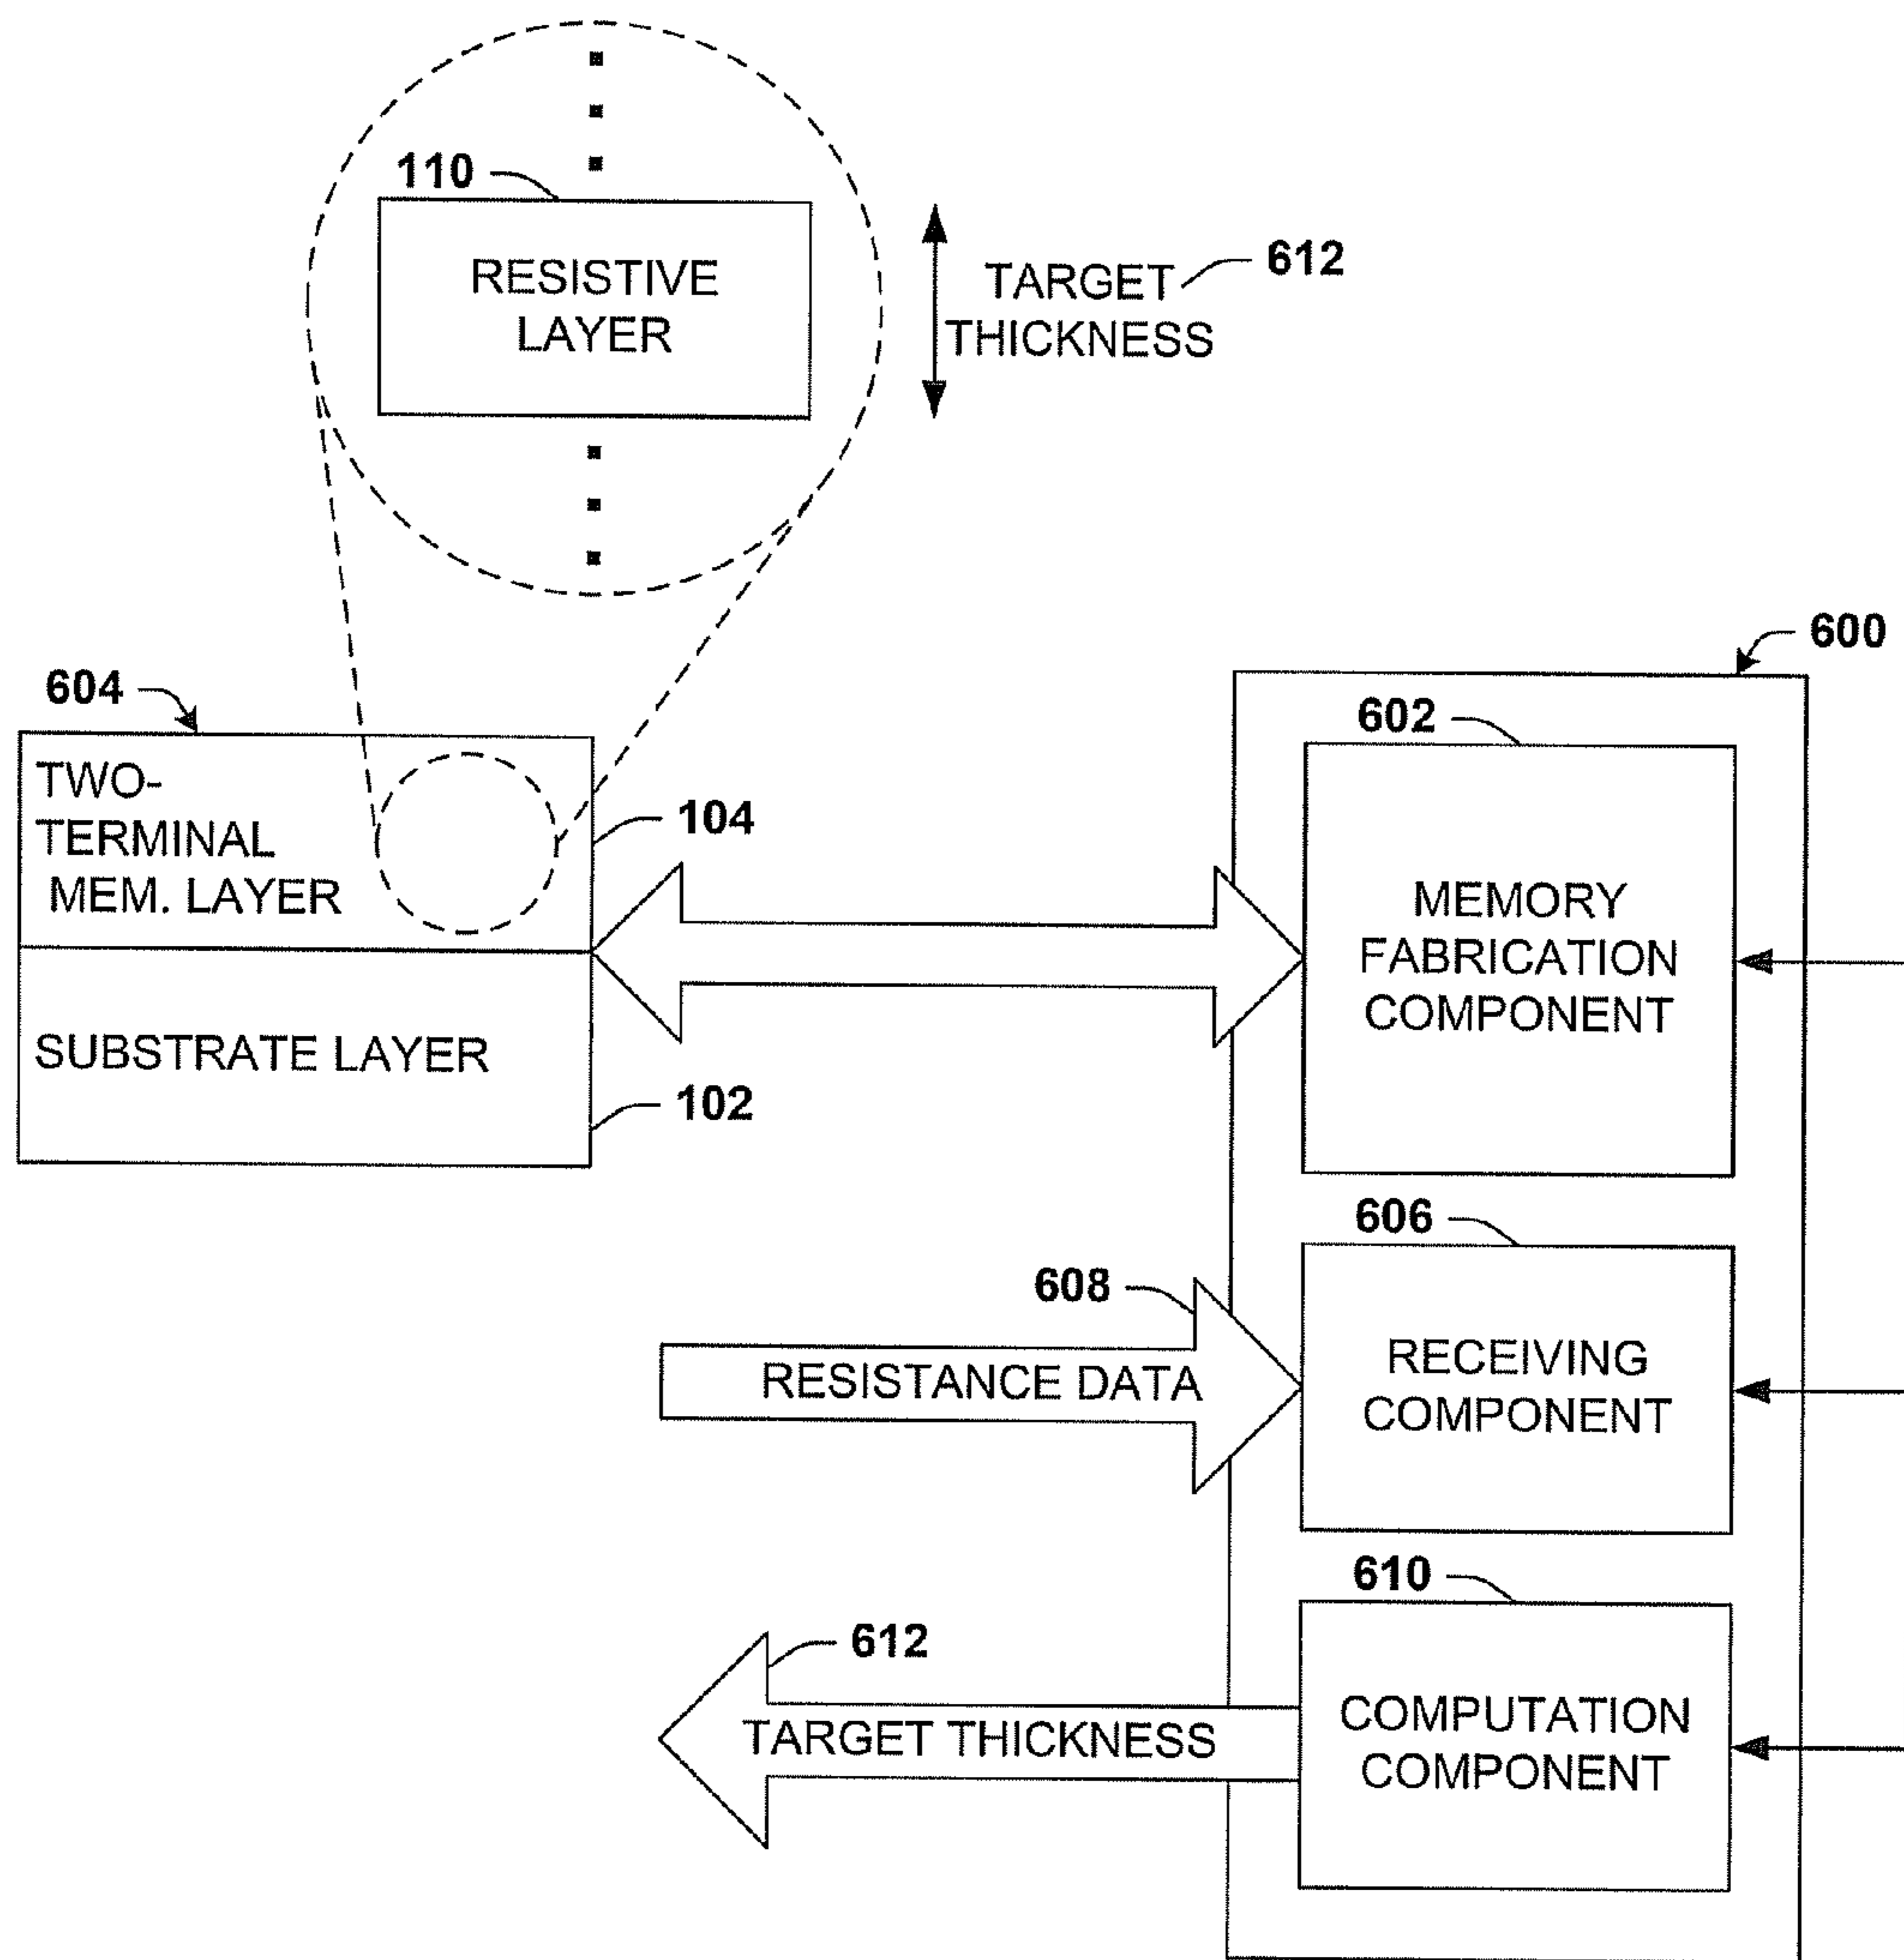 110
RESISTIVE
LAYER
TARGET
THICKNESS
612
600
604
602
TWO-
TERMINAL
MEM. LAYER
104
MEMORY
FABRICATION
COMPONENT
SUBSTRATE LAYER
102
606
608
RESISTANCE DATA
RECEIVING
COMPONENT
610
612
TARGET THICKNESS
COMPUTATION
COMPONENT